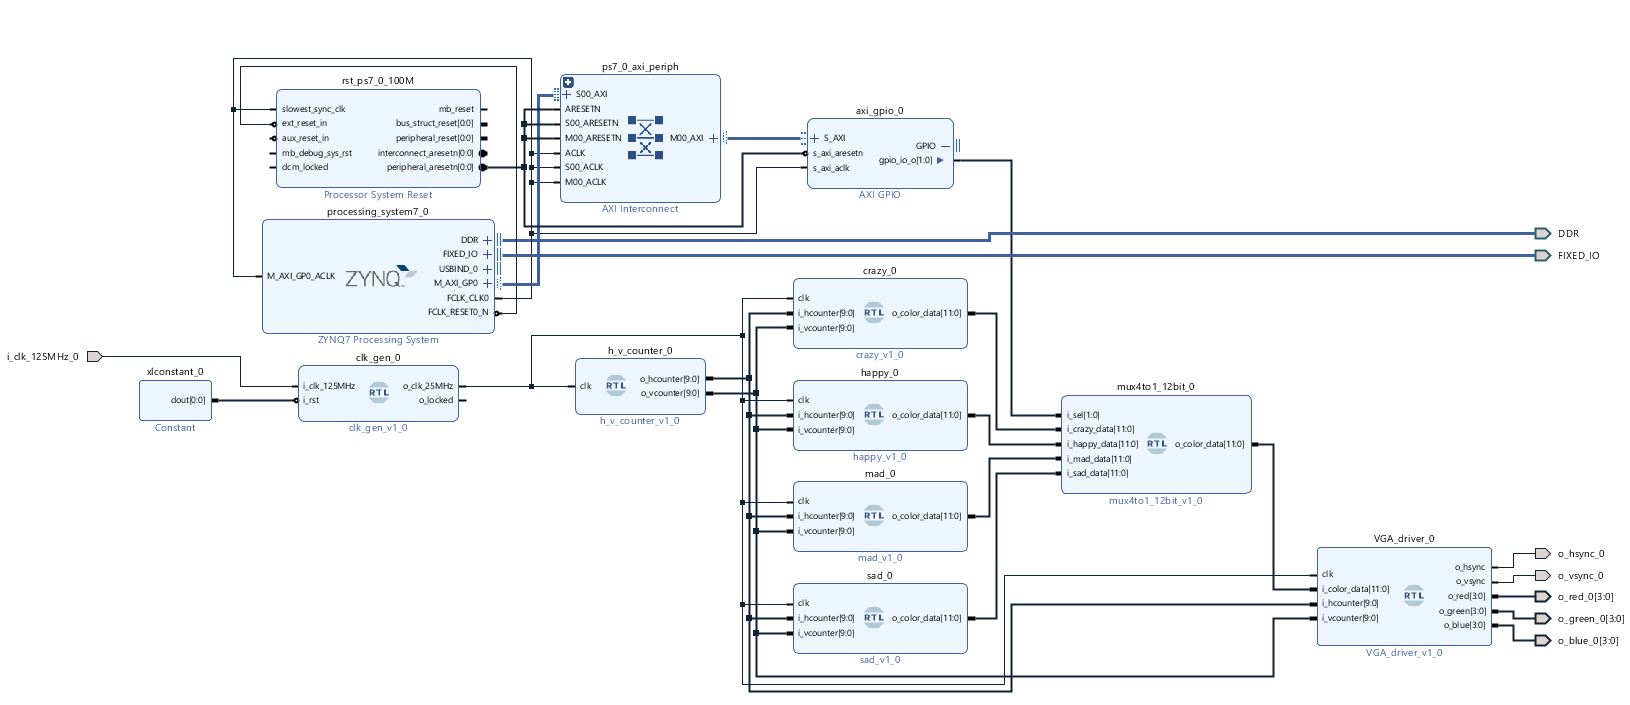 rst_ps7_0_100M
slowest_sync_clk
ext_reset_in
aux_reset_in
mb_debug_sys_rst
dcm_locked
mb_reset
bus_struct_reset[0:0]
peripheral_reset[0:0]
interconnect_aresetn[0:0]
peripheral_aresetn[0:0]
Processor System Reset
ps7_0_axi_periph
S00_AXI
ARESETN
S00_ARESETN
M00_ARESETN
ACLK
S00_ACLK
M00_ACLK
M00_AXI
AXI Interconnect
axi_gpio_0
S_AXI
s_axi_aresetn
s_axi_aclk
GPIO
gpio_io_o[1:0]
AXI GPIO
processing_system7_0
M_AXI_GP0_ACLK
ZYNQ
DDR
FIXED_IO
USBIND_0
M_AXI_GP0
FCLK_CLK0
FCLK_RESET0_N
ZYNQ7 Processing System
DDR
FIXED_IO
i_clk_125MHz_0
xlconstant_0
dout[0:0]
Constant
clk_gen_0
i_clk_125MHz
i_rst
RTL
o_clk_25MHz
o_locked
clk_gen_v1_0
h_v_counter_0
clk
RTL
o_hcounter[9:0]
o_vcounter[9:0]
h_v_counter_v1_0
crazy_0
clk
i_hcounter[9:0]
i_vcounter[9:0]
RTL
o_color_data[11:0]
crazy_v1_0
happy_0
clk
i_hcounter[9:0]
i_vcounter[9:0]
RTL
o_color_data[11:0]
happy_v1_0
mad_0
clk
i_hcounter[9:0]
i_vcounter[9:0]
RTL
o_color_data[11:0]
mad_v1_0
sad_0
clk
i_hcounter[9:0]
i_vcounter[9:0]
RTL
o_color_data[11:0]
sad_v1_0
mux4to1_12bit_0
i_sel[1:0]
i_crazy_data[11:0]
i_happy_data[11:0]
i_mad_data[11:0]
i_sad_data[11:0]
RTL
o_color_data[11:0]
mux4to1_12bit_v1_0
VGA_driver_0
clk
i_color_data[11:0]
i_hcounter[9:0]
i_vcounter[9:0]
RTL
o_hsync
o_vsync
o_red[3:0]
o_green[3:0]
o_blue[3:0]
VGA_driver_v1_0
o_hsync_0
o_vsync_0
o_red_0[3:0]
o_green_0[3:0]
o_blue_0[3:0]